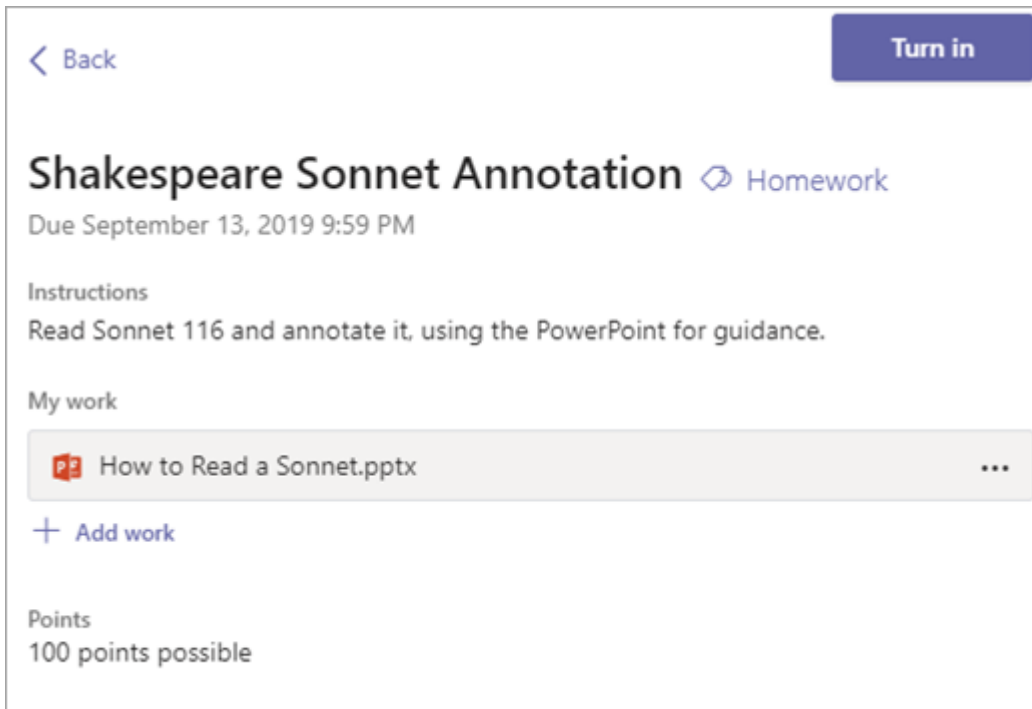 Back
Turn in
Shakespeare Sonnet Annotation Homework
Due September 13, 2019 9:59 PM
Instructions
Read Sonnet 116 and annotate it, using the PowerPoint for guidance.
My work
How to Read a Sonnet.pptx
Add work
Points
100 points possible